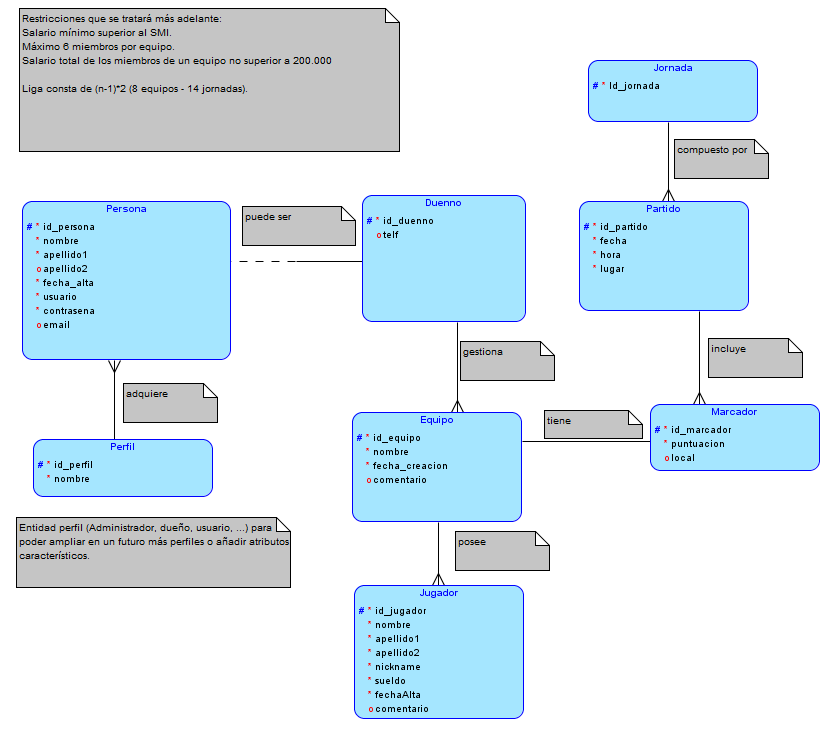 Restricciones que se tratará más adelante:
Salario mínimo superior al SMI.
Máximo 6 miembros por equipo.
Salario total de los miembros de un equipo no superior a 200.000
Liga consta de (n-1)*2 (8 equipos - 14 jornadas).
Jornada
# * Id_jornada
compuesto por
Persona
# * id_persona
* nombre
* apellido1
o apellido2
* fecha_alta
* usuario
* contrasena
o email
puede ser
Duenno
# * id_duenno
o telf
Partido
# * id_partido
* fecha
* hora
* lugar
gestiona
incluye
adquiere
Perfil
# * id_perfil
* nombre
Equipo
# * id_equipo
* nombre
* fecha_creacion
o comentario
tiene
Marcador
# * id_marcador
* puntuacion
o local
Entidad perfil (Administrador, dueño, usuario, ...) para
poder ampliar en un futuro más perfiles o añadir atributos
característicos.
posee
Jugador
# * id_jugador
* nombre
* apellido1
* apellido2
* nickname
* sueldo
* fechaAlta
o comentario